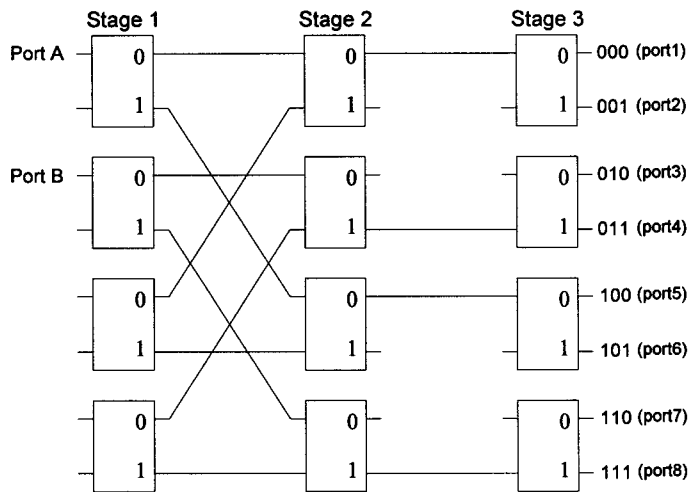 Stage 1 Stage 2 Stage 3
Port A 0 0 0 000 (port1)
1 1 1 001 (port2)
Port B 0 0 0 010 (port3)
1 1 1 011 (port4)
0 0 0 100 (port5)
1 1 1 101 (port6)
0 0 0 110 (port7)
1 1 1 111 (port8)